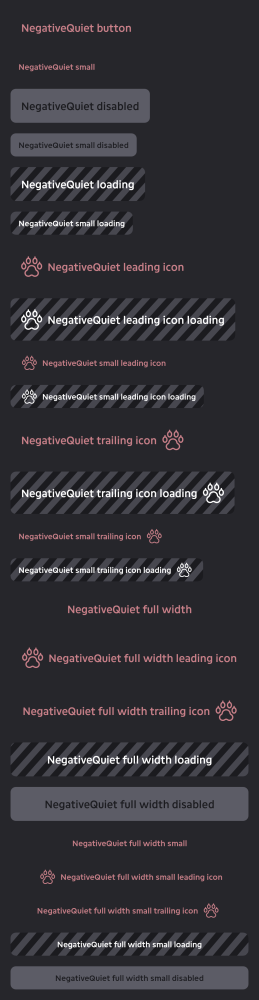 NegativeQuiet button
NegativeQuiet small
NegativeQuiet disabled
NegativeQuiet small disabled
NegativeQuiet loading
NegativeQuiet small loading
NegativeQuiet leading icon
NegativeQuiet leading icon loading
NegativeQuiet small leading icon
NegativeQuiet small leading icon loading
NegativeQuiet trailing icon
NegativeQuiet trailing icon loading
NegativeQuiet small trailing icon
NegativeQuiet small trailing icon loading
NegativeQuiet full width
NegativeQuiet full width leading icon
NegativeQuiet full width trailing icon
NegativeQuiet full width loading
NegativeQuiet full width disabled
NegativeQuiet full width small
NegativeQuiet full width small leading icon
NegativeQuiet full width small trailing icon
NegativeQuiet full width small loading
NegativeQuiet full width small disabled